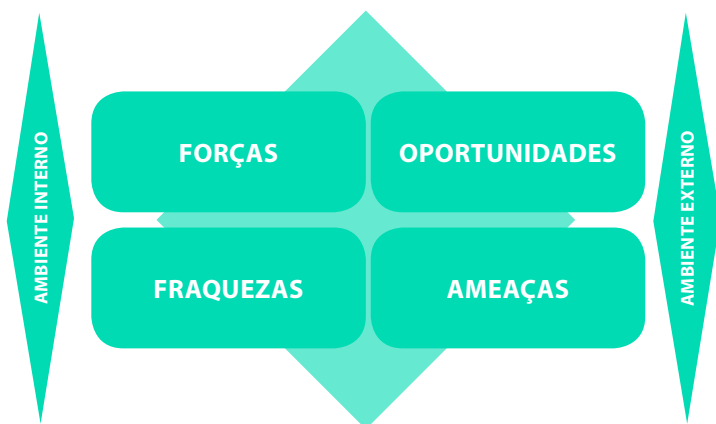 AMBIENTE INTERNO
FORÇAS
OPORTUNIDADES
FRAQUEZAS
AMEAÇAS
AMBIENTE EXTERNO